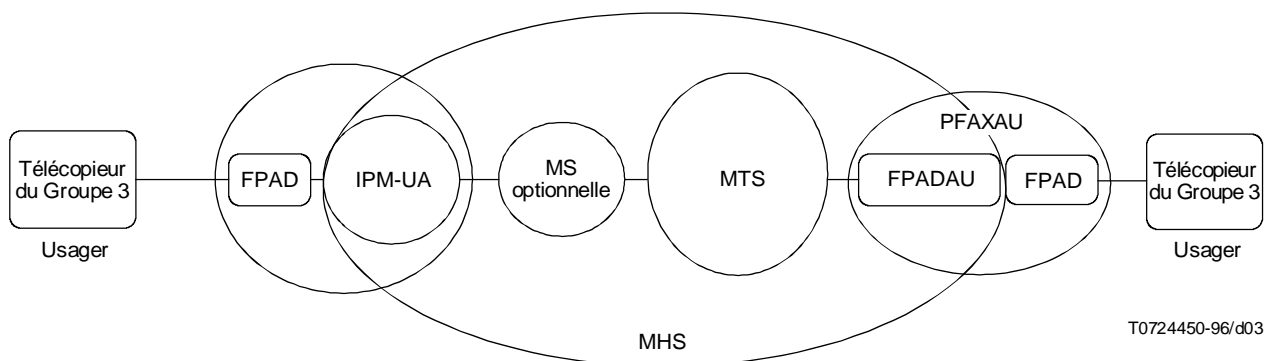 Télécopieur
du Groupe 3
Usager
FPAD
IPM-UA
MS
optionnelle
MTS
PFAXAU
FPADAU
FPAD
Télécopieur
du Groupe 3
Usager
MHS
T0724450-96/d03